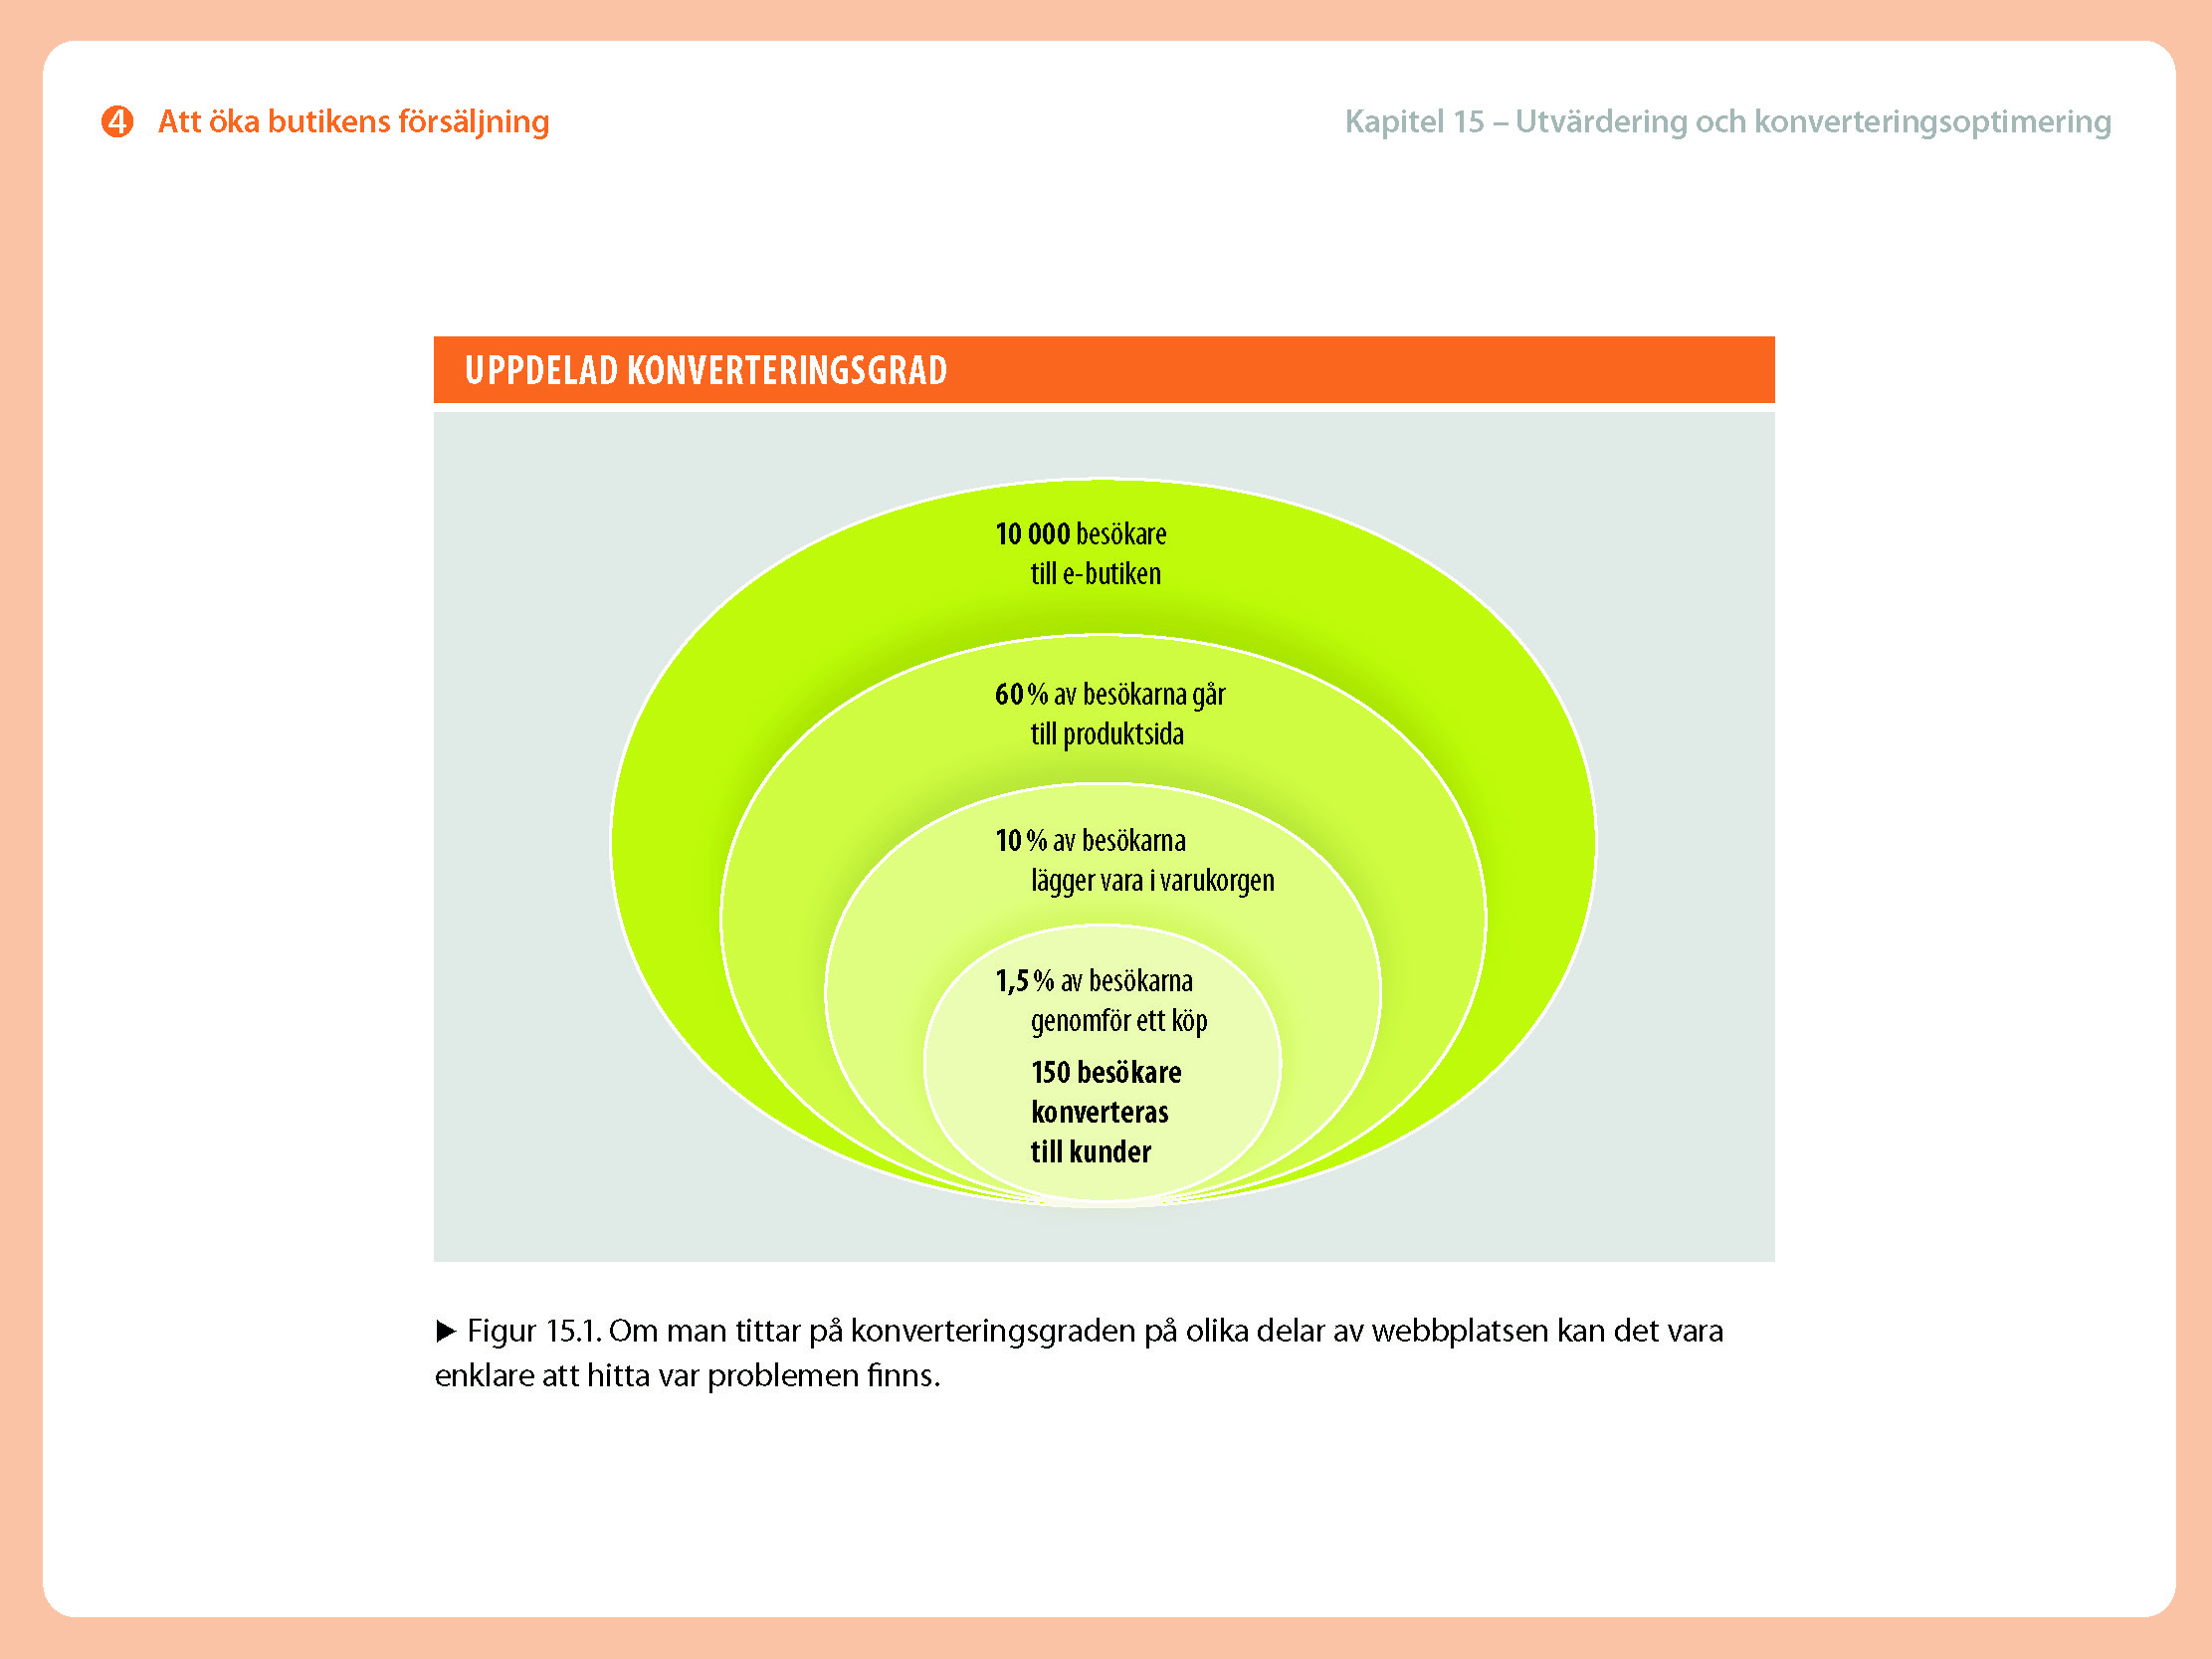 4 Att öka butikens försäljning
Kapitel 15 – Utvärdering och konverteringsoptimering
UPPDELAD KONVERTERINGSGRAD
10 000 besökare
till e-butiken
60 % av besökarna går
till produktsida
10 % av besökarna
lägger vara i varukorgen
1,5 % av besökarna
genomför ett köp
150 besökare
konverteras
till kunder
▶ Figur 15.1. Om man tittar på konverteringsgraden på olika delar av webbplatsen kan det vara
enklare att hitta var problemen finns.